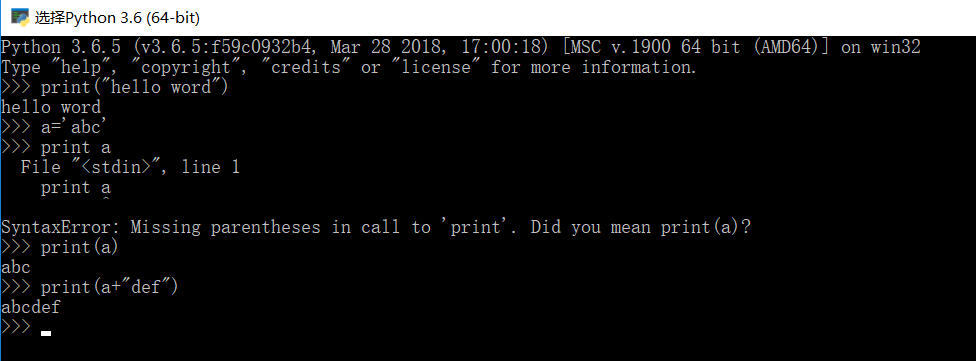 选择Python 3.6 (64-bit)
Python 3.6.5 (v3.6.5:f59c0932b4, Mar 28 2018, 17:00:18) [MSC v.1900 64 bit (AMD64)] on win32
Type "help", "copyright", "credits" or "license" for more information.
>>> print("hello word")
hello word
>>> a='abc'
>>> print a
  File "<stdin>", line 1
    print a
          ^
SyntaxError: Missing parentheses in call to 'print'. Did you mean print(a)?
>>> print(a)
abc
>>> print(a+"def")
abcdef
>>>